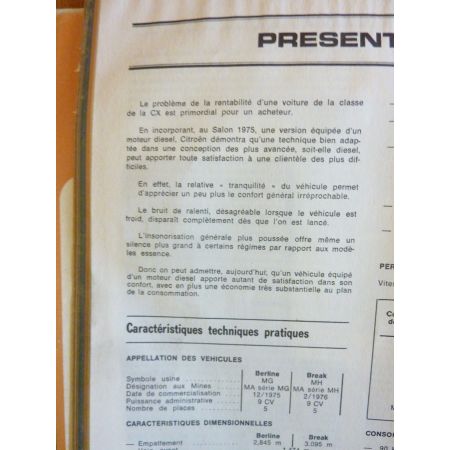 PRESENT
Le problème de la rentabilité d'une voiture de la classe
de la CX est primordial pour un acheteur.
En incorporant, au Salon 1975, une version équipée d'un
moteur diesel, Citroën démontra qu'une technique bien adap-
tée dans une conception des plus avancée, soit-elle diesel,
peut apporter toute satisfaction à une clientèle des plus dif-
ficiles.
En effet, la relative « tranquilité » du véhicule permet
d'apprécier un peu plus le confort général irréprochable.
Le bruit de ralenti, désagréable lorsque le véhicule est
froid, disparaît complètement dès que l'on est lancé.
L'insonorisation générale plus poussée offre même un
silence plus grand à certains régimes par rapport aux modè-
les essence.
Donc on peut admettre, aujourd'hui, qu'un véhicule équipé
d'un moteur diesel apporte autant de satisfaction dans son
confort, avec en plus une économie très substantielle au plan
de la consommation.
Caractéristiques techniques pratiques
APPELLATION DES VEHICULES
Berline Break
Symbole usine MG MH
Désignation aux Mines MA série MG MA série MH
Date de commercialisation 12/1975 2/1976
Puissance administrative 9 CV 9 CV
Nombre de places 5 5
CARACTERISTIQUES DIMENSIONNELLES
Berline Break
— Empattement 2,845 m 3,095 m
PER
Vites
CONSO
— 90